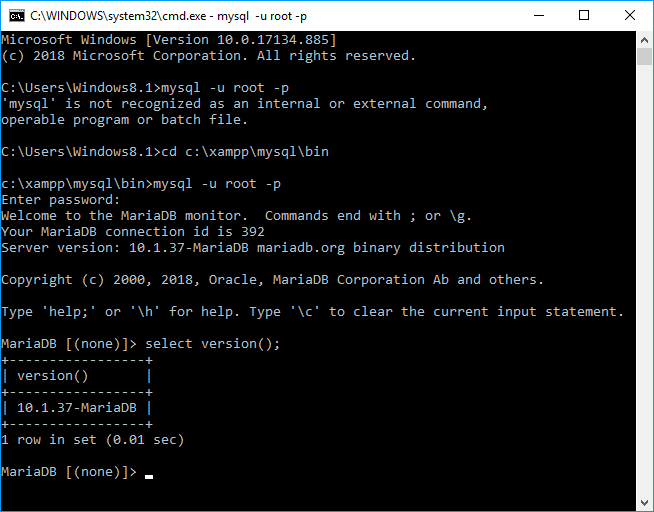 C:\WINDOWS\system32\cmd.exe - mysql  -u root -p
Microsoft Windows [Version 10.0.17134.885]
(c) 2018 Microsoft Corporation. All rights reserved.
C:\Users\Windows8.1>mysql -u root -p
'mysql' is not recognized as an internal or external command,
operable program or batch file.
C:\Users\Windows8.1>cd c:\xampp\mysql\bin
c:\xampp\mysql\bin>mysql -u root -p
Enter password:
Welcome to the MariaDB monitor.  Commands end with ; or \g.
Your MariaDB connection id is 392
Server version: 10.1.37-MariaDB mariadb.org binary distribution
Copyright (c) 2000, 2018, Oracle, MariaDB Corporation Ab and others.
Type 'help;' or '\h' for help. Type '\c' to clear the current input statement.
MariaDB [(none)]> select version();
+-----------------+
| version()       |
+-----------------+
| 10.1.37-MariaDB |
+-----------------+
1 row in set (0.01 sec)
MariaDB [(none)]>